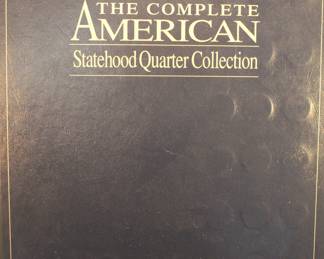 THE COMPLETE
AMERICAN
Statehood Quarter Collection